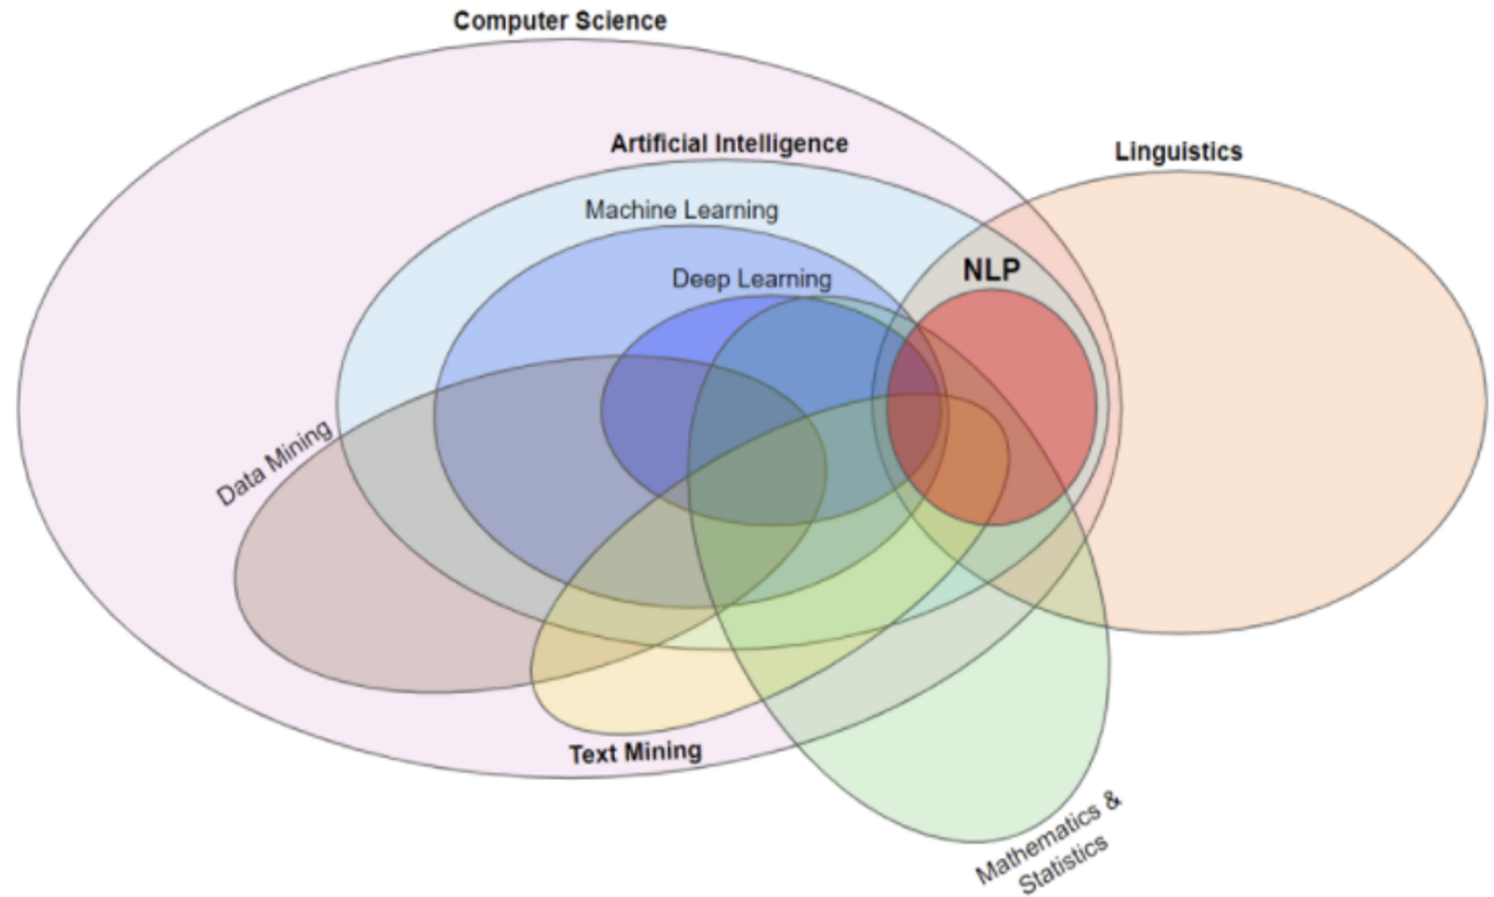 Computer Science
Artificial Intelligence
Linguistics
Machine Learning
NLP
Deep Learning
Data Mining
Text Mining
Mathematics &
Statistics